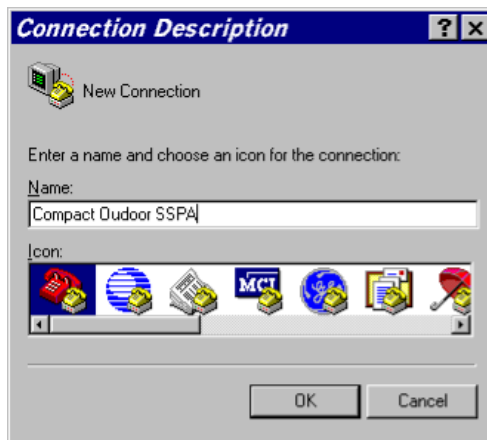 Connection Description
New Connection
Enter a name and choose an icon for the connection:
Name:
Compact Oudoor SSPA
Icon:
MCI
OK
Cancel